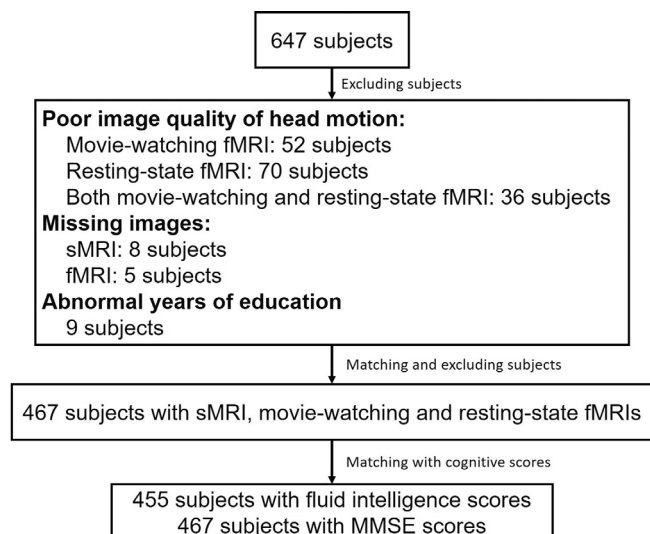 647 subjects
Excluding subjects
Poor image quality of head motion:
Movie-watching fMRI: 52 subjects
Resting-state fMRI: 70 subjects
Both movie-watching and resting-state fMRI: 36 subjects
Missing images:
sMRI: 8 subjects
fMRI: 5 subjects
Abnormal years of education
9 subjects
Matching and excluding subjects
467 subjects with sMRI, movie-watching and resting-state fMRIs
Matching with cognitive scores
455 subjects with fluid intelligence scores
467 subjects with MMSE scores